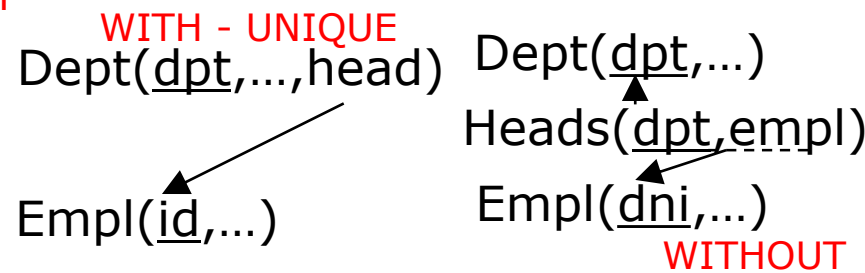 WITH - UNIQUE
Dept(dpt,...,head)
Empl(id,...)
Dept(dpt,...)
Heads(dpt,empl)
Empl(dni,...)
WITHOUT